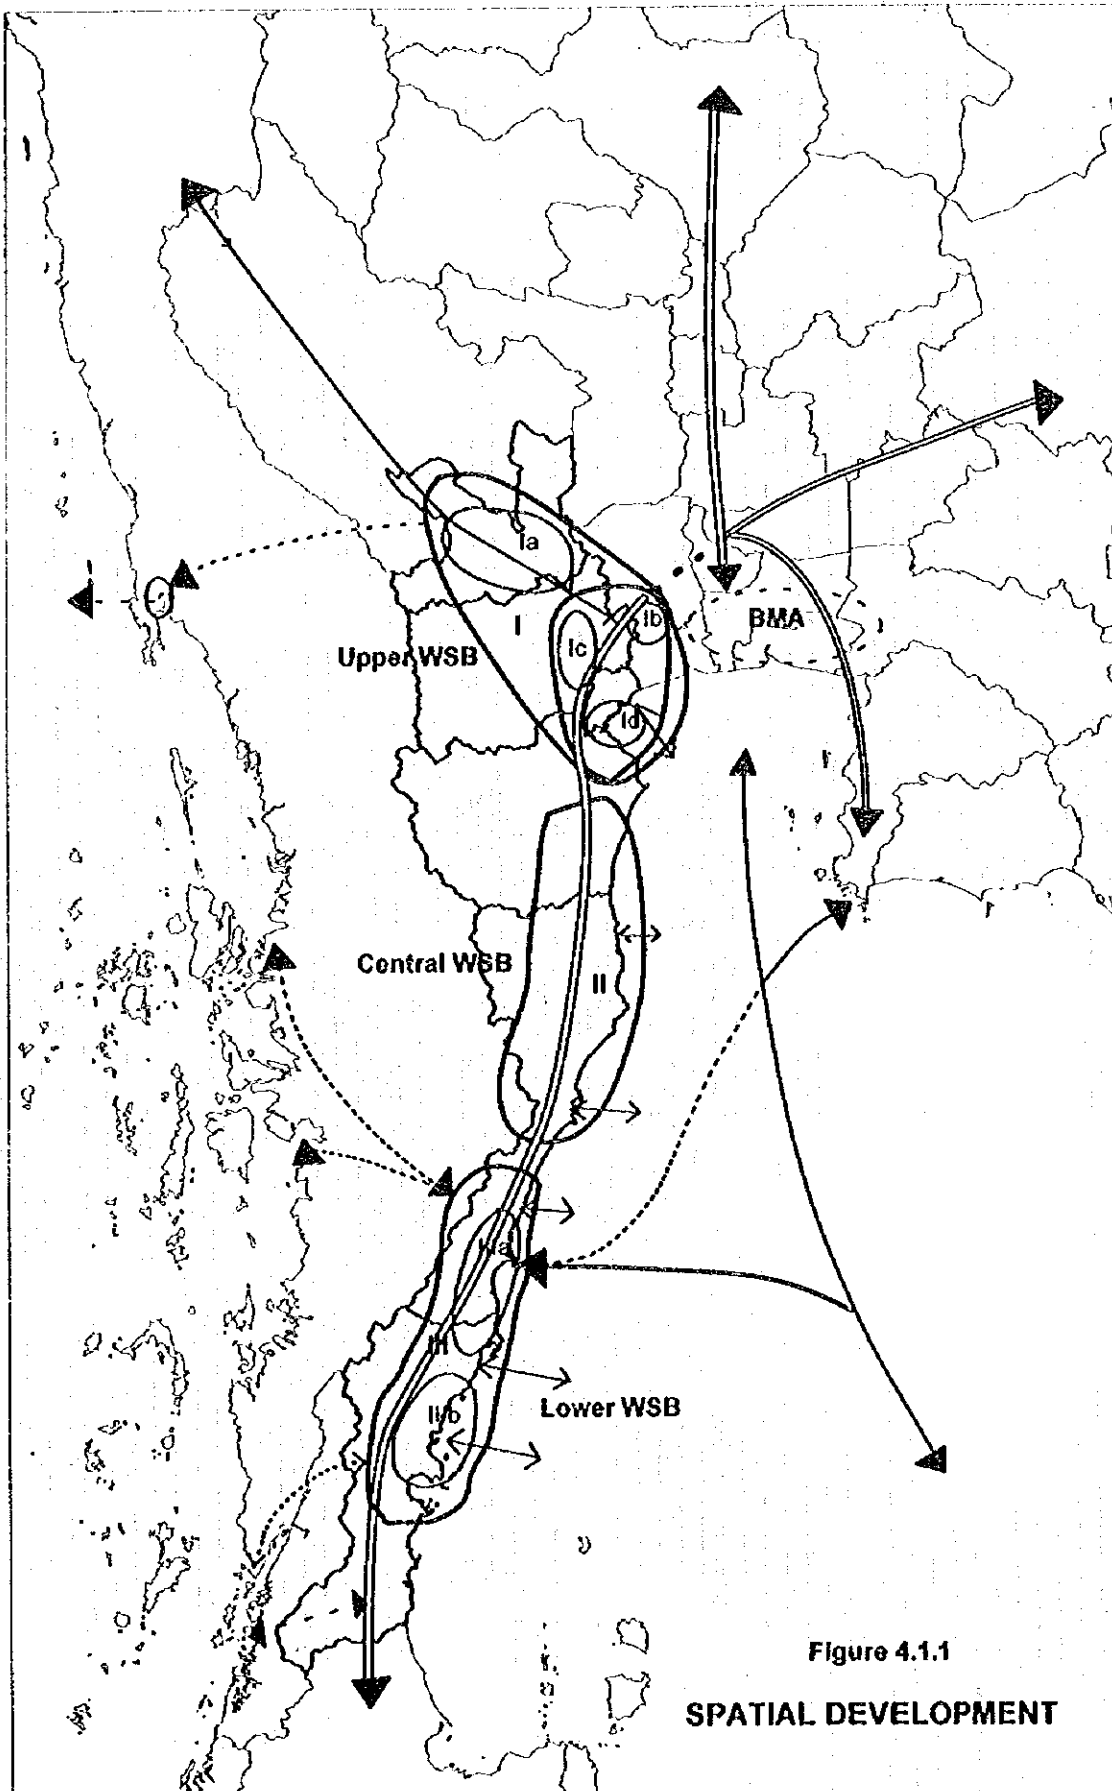 Ia
Ib
BMA
I
Ic
Upper WSB
Id
Central WSB
II
IIIa
III
IIIb
Lower WSB
Figure 4.1.1
SPATIAL DEVELOPMENT